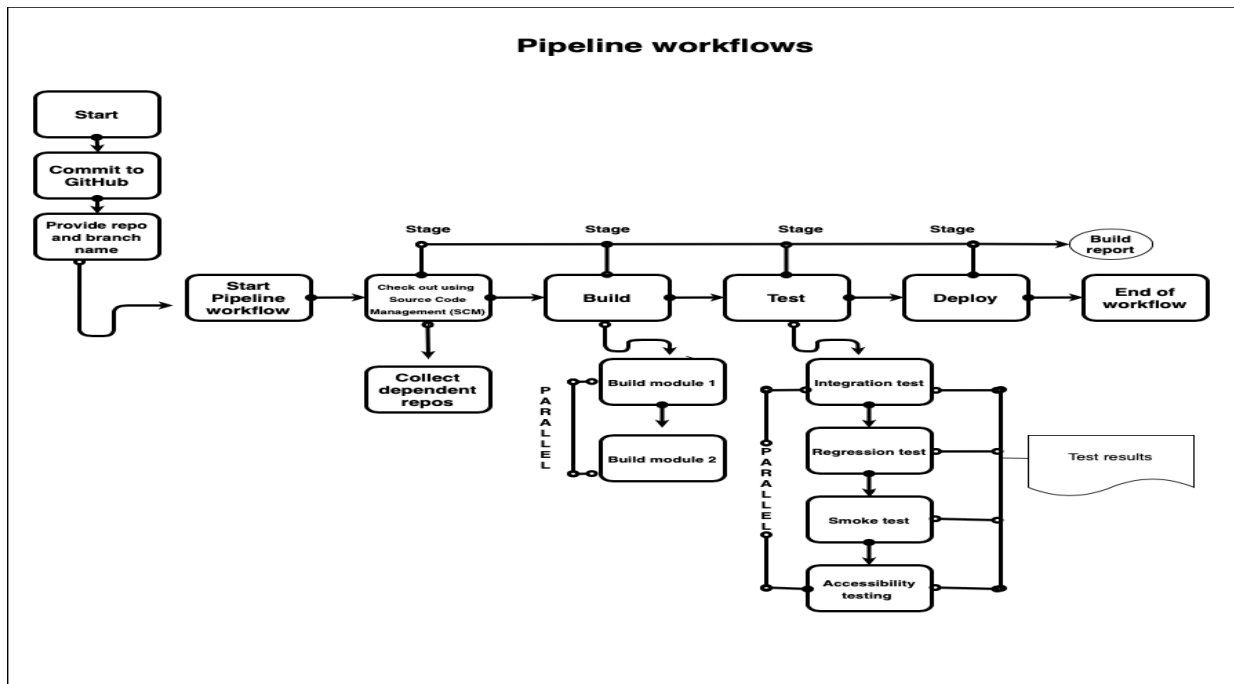 Pipeline workflows
Start
Commit to
GitHub
Provide repo
and branch
name
Stage
Stage
Stage
Stage
Build
report
Start
Pipeline
workflow
Check out using
Source Code
Management (SCM)
Build
Test
Deploy
End of
workflow
Collect
dependent
repos
PARALLEL
Build module 1
Build module 2
PARALLEL
Integration test
Regression test
Smoke test
Accessibility
testing
Test results